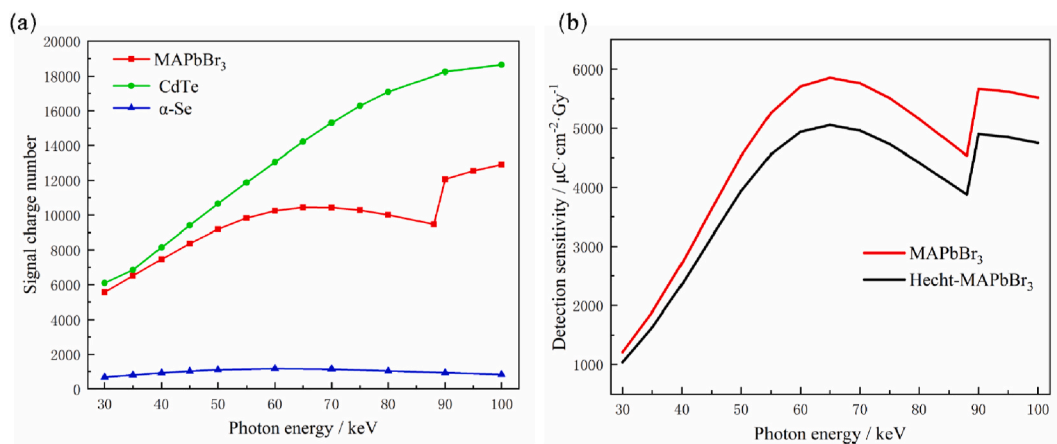 (a)
20000
18000
16000
14000
12000
10000
8000
6000
4000
2000
0
Signal charge number
MAPbBr₃
CdTe
α-Se
30 40 50 60 70 80 90 100
Photon energy / keV
(b)
6000
5000
4000
3000
2000
1000
Detection sensitivity / μC·cm⁻²·Gy⁻¹
MAPbBr₃
Hecht-MAPbBr₃
30 40 50 60 70 80 90 100
Photon energy / keV